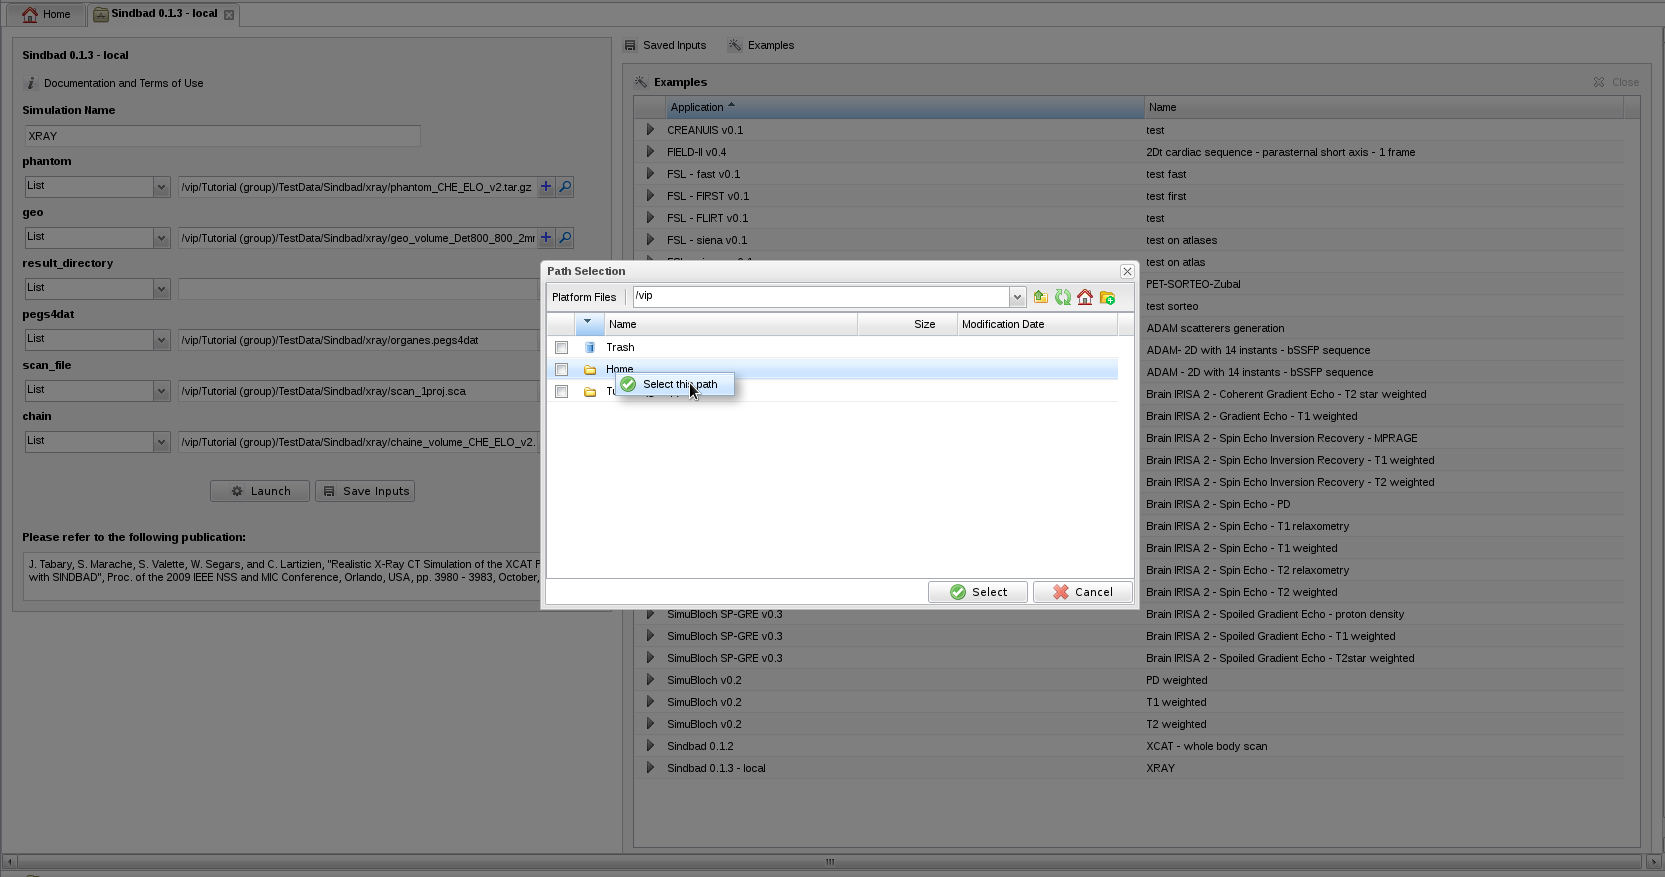 Home
Sindbad 0.1.3 - local
Sindbad 0.1.3 - local
Documentation and Terms of Use
Simulation Name
XRAY
phantom
List
/vip/Tutorial (group)/TestData/Sindbad/xray/phantom_CHE_ELO_v2.tar.gz
geo
List
/vip/Tutorial (group)/TestData/Sindbad/xray/geo_volume_Det800_800_2m
result_directory
List
pegs4dat
List
/vip/Tutorial (group)/TestData/Sindbad/xray/organes.pegs4dat
scan_file
List
/vip/Tutorial (group)/TestData/Sindbad/xray/scan_1proj.sca
chain
List
/vip/Tutorial (group)/TestData/Sindbad/xray/chaine_volume_CHE_ELO_v2.
Launch
Save Inputs
Please refer to the following publication:
J. Tabary, S. Marache, S. Valette, W. Segars, and C. Lartizien, "Realistic X-Ray CT Simulation of the XCAT
with SINDBAD", Proc. of the 2009 IEEE NSS and MIC Conference, Orlando, USA, pp. 3980 - 3983, October,
Saved Inputs
Examples
Examples
Close
Application
Name
CREANUIS v0.1
test
FIELD-II v0.4
2Dt cardiac sequence - parasternal short axis - 1 frame
FSL - fast v0.1
test fast
FSL - FIRST v0.1
test first
FSL - FLIRT v0.1
test
FSL - siena v0.1
test on atlases
test on atlas
PET-SORTEO-Zubal
test sorteo
ADAM scatterers generation
ADAM- 2D with 14 instants - bSSFP sequence
ADAM - 2D with 14 instants - bSSFP sequence
Brain IRISA 2 - Coherent Gradient Echo - T2 star weighted
Brain IRISA 2 - Gradient Echo - T1 weighted
Brain IRISA 2 - Spin Echo Inversion Recovery - MPRAGE
Brain IRISA 2 - Spin Echo Inversion Recovery - T1 weighted
Brain IRISA 2 - Spin Echo Inversion Recovery - T2 weighted
Brain IRISA 2 - Spin Echo - PD
Brain IRISA 2 - Spin Echo - T1 relaxometry
Brain IRISA 2 - Spin Echo - T1 weighted
Brain IRISA 2 - Spin Echo - T2 relaxometry
Brain IRISA 2 - Spin Echo - T2 weighted
SimuBloch SP-GRE v0.3
Brain IRISA 2 - Spoiled Gradient Echo - proton density
SimuBloch SP-GRE v0.3
Brain IRISA 2 - Spoiled Gradient Echo - T1 weighted
SimuBloch SP-GRE v0.3
Brain IRISA 2 - Spoiled Gradient Echo - T2star weighted
SimuBloch v0.2
PD weighted
SimuBloch v0.2
T1 weighted
SimuBloch v0.2
T2 weighted
Sindbad 0.1.2
XCAT - whole body scan
Sindbad 0.1.3 - local
XRAY
Path Selection
Platform Files
/vip
Name
Size
Modification Date
Trash
Home
Select this path
Select
Cancel